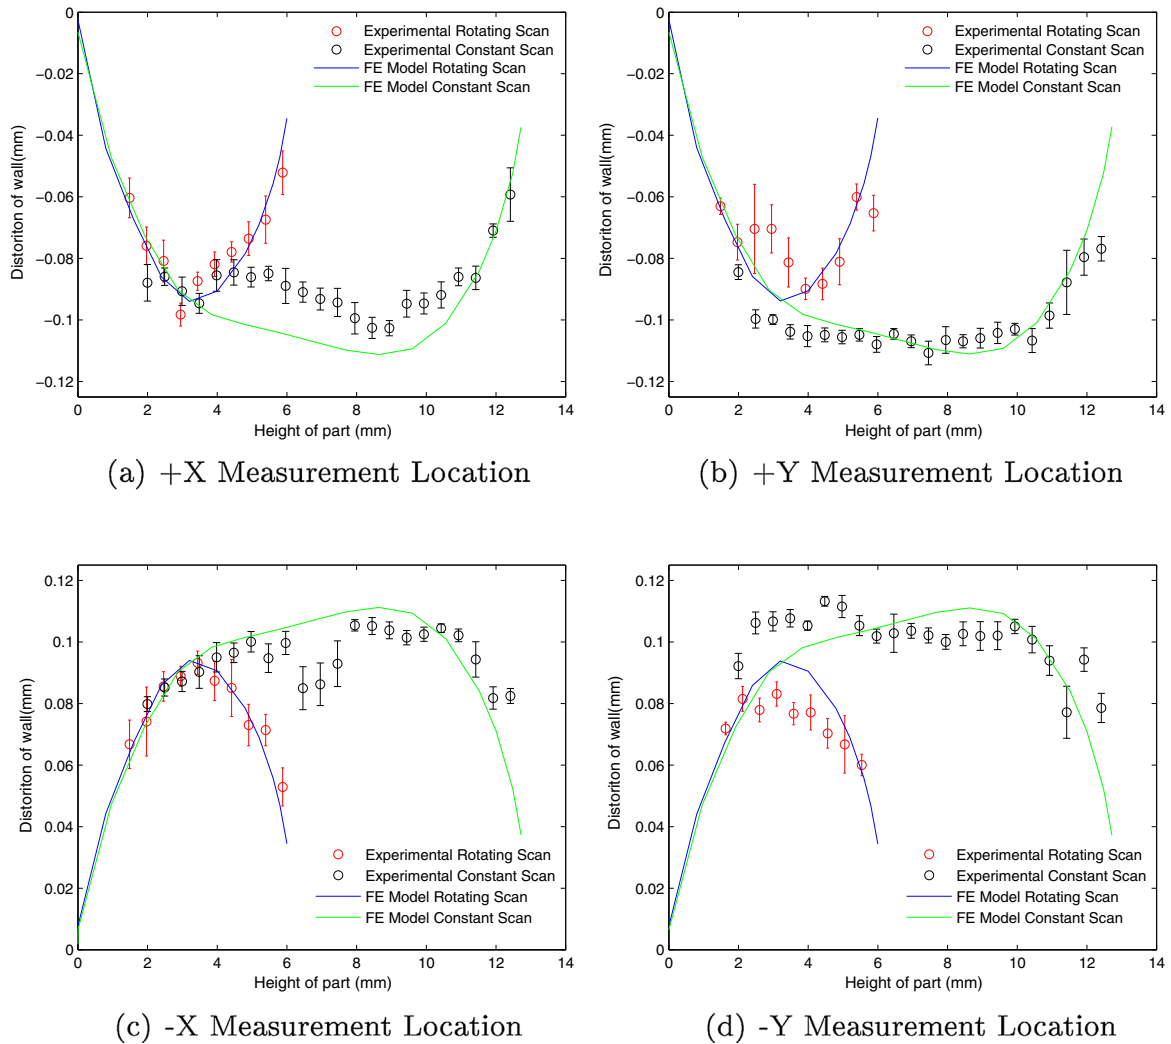 0
−0.02
−0.04
−0.06
−0.08
−0.1
−0.12
Distoriton of wall(mm)
Experimental Rotating Scan
Experimental Constant Scan
FE Model Rotating Scan
FE Model Constant Scan
0 2 4 6 8 10 12 14
Height of part (mm)
(a) +X Measurement Location
0
−0.02
−0.04
−0.06
−0.08
−0.1
−0.12
Distoriton of wall(mm)
Experimental Rotating Scan
Experimental Constant Scan
FE Model Rotating Scan
FE Model Constant Scan
0 2 4 6 8 10 12 14
Height of part (mm)
(b) +Y Measurement Location
0.12
0.1
0.08
0.06
0.04
0.02
0
Distoriton of wall(mm)
Experimental Rotating Scan
Experimental Constant Scan
FE Model Rotating Scan
FE Model Constant Scan
0 2 4 6 8 10 12 14
Height of part (mm)
(c) -X Measurement Location
0.12
0.1
0.08
0.06
0.04
0.02
0
Distoriton of wall(mm)
Experimental Rotating Scan
Experimental Constant Scan
FE Model Rotating Scan
FE Model Constant Scan
0 2 4 6 8 10 12 14
Height of part (mm)
(d) -Y Measurement Location